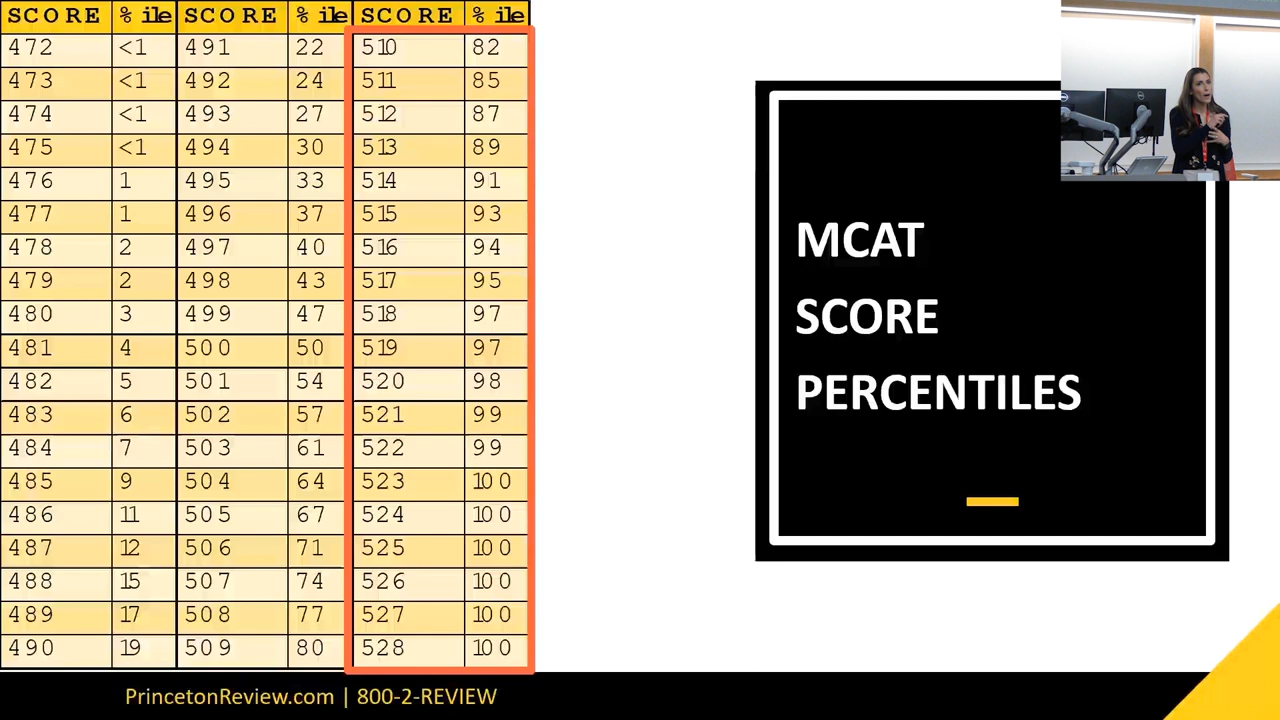 SCORE %ile SCORE %ile SCORE %ile
472 <1 491 22 510 82
473 <1 492 24 511 85
474 <1 493 27 512 87
475 <1 494 30 513 89
476 1 495 33 514 91
477 1 496 37 515 93
478 2 497 40 516 94
479 2 498 43 517 95
480 3 499 47 518 97
481 4 500 50 519 97
482 5 501 54 520 98
483 6 502 57 521 99
484 7 503 61 522 99
485 9 504 64 523 100
486 11 505 67 524 100
487 12 506 71 525 100
488 15 507 74 526 100
489 17 508 77 527 100
490 19 509 80 528 100
MCAT
SCORE
PERCENTILES
PrincetonReview.com | 800-2-REVIEW